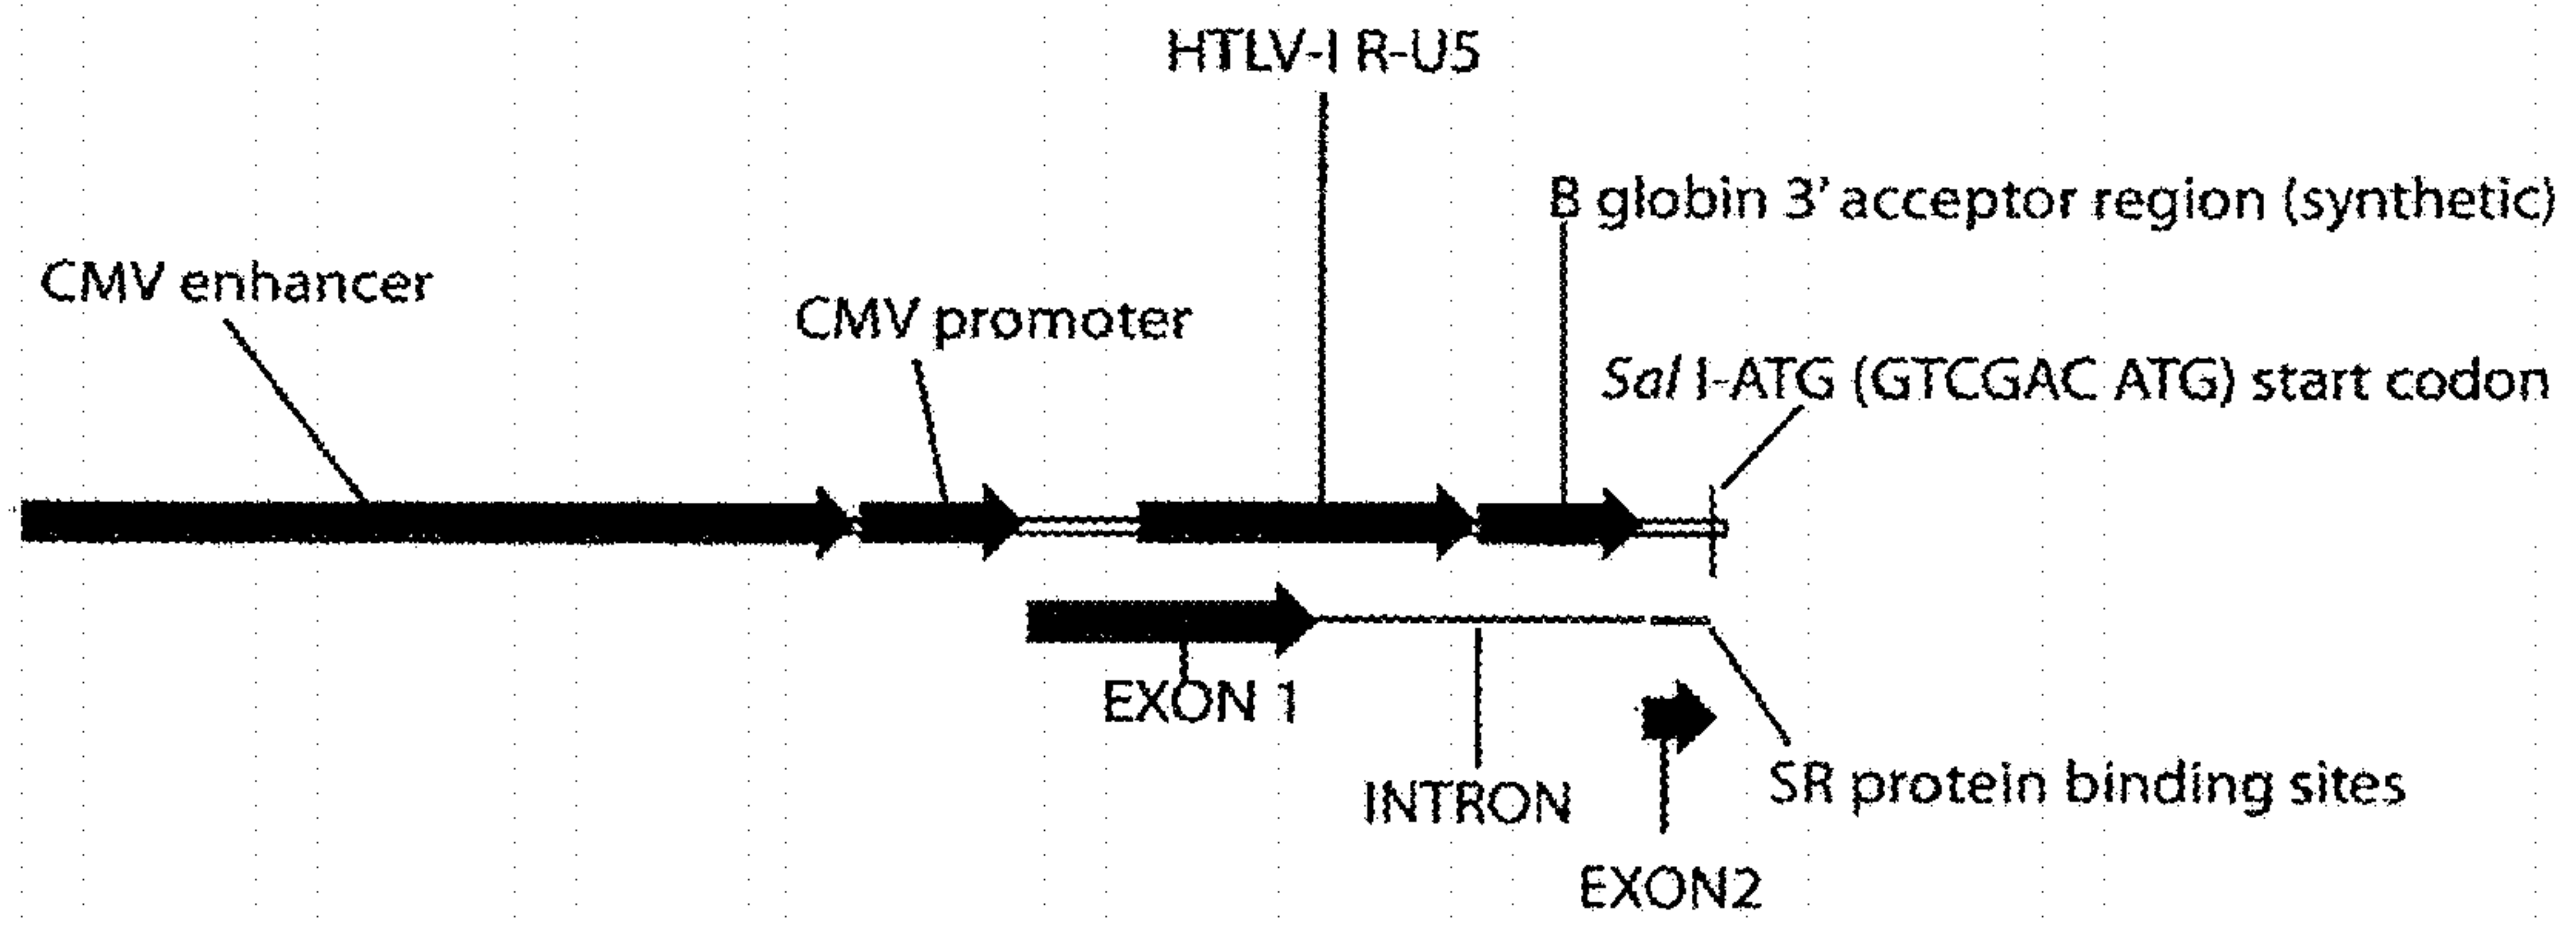 HTLV-I R-U5
B globin 3' acceptor region (synthetic)
CMV enhancer
CMV promoter
Sal I-ATG (GTCGAC ATG) start codon
EXON 1
INTRON
SR protein binding sites
EXON2